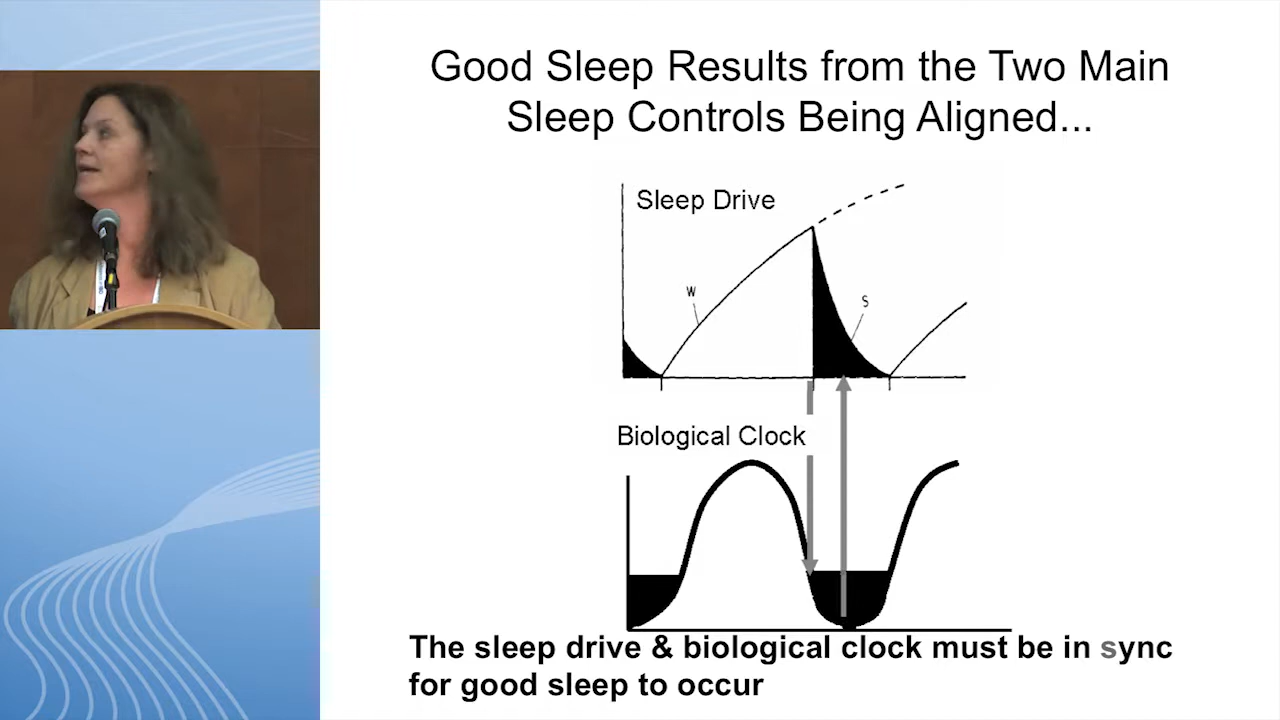 Good Sleep Results from the Two Main
Sleep Controls Being Aligned...
Sleep Drive
W
S
Biological Clock
The sleep drive & biological clock must be in sync
for good sleep to occur